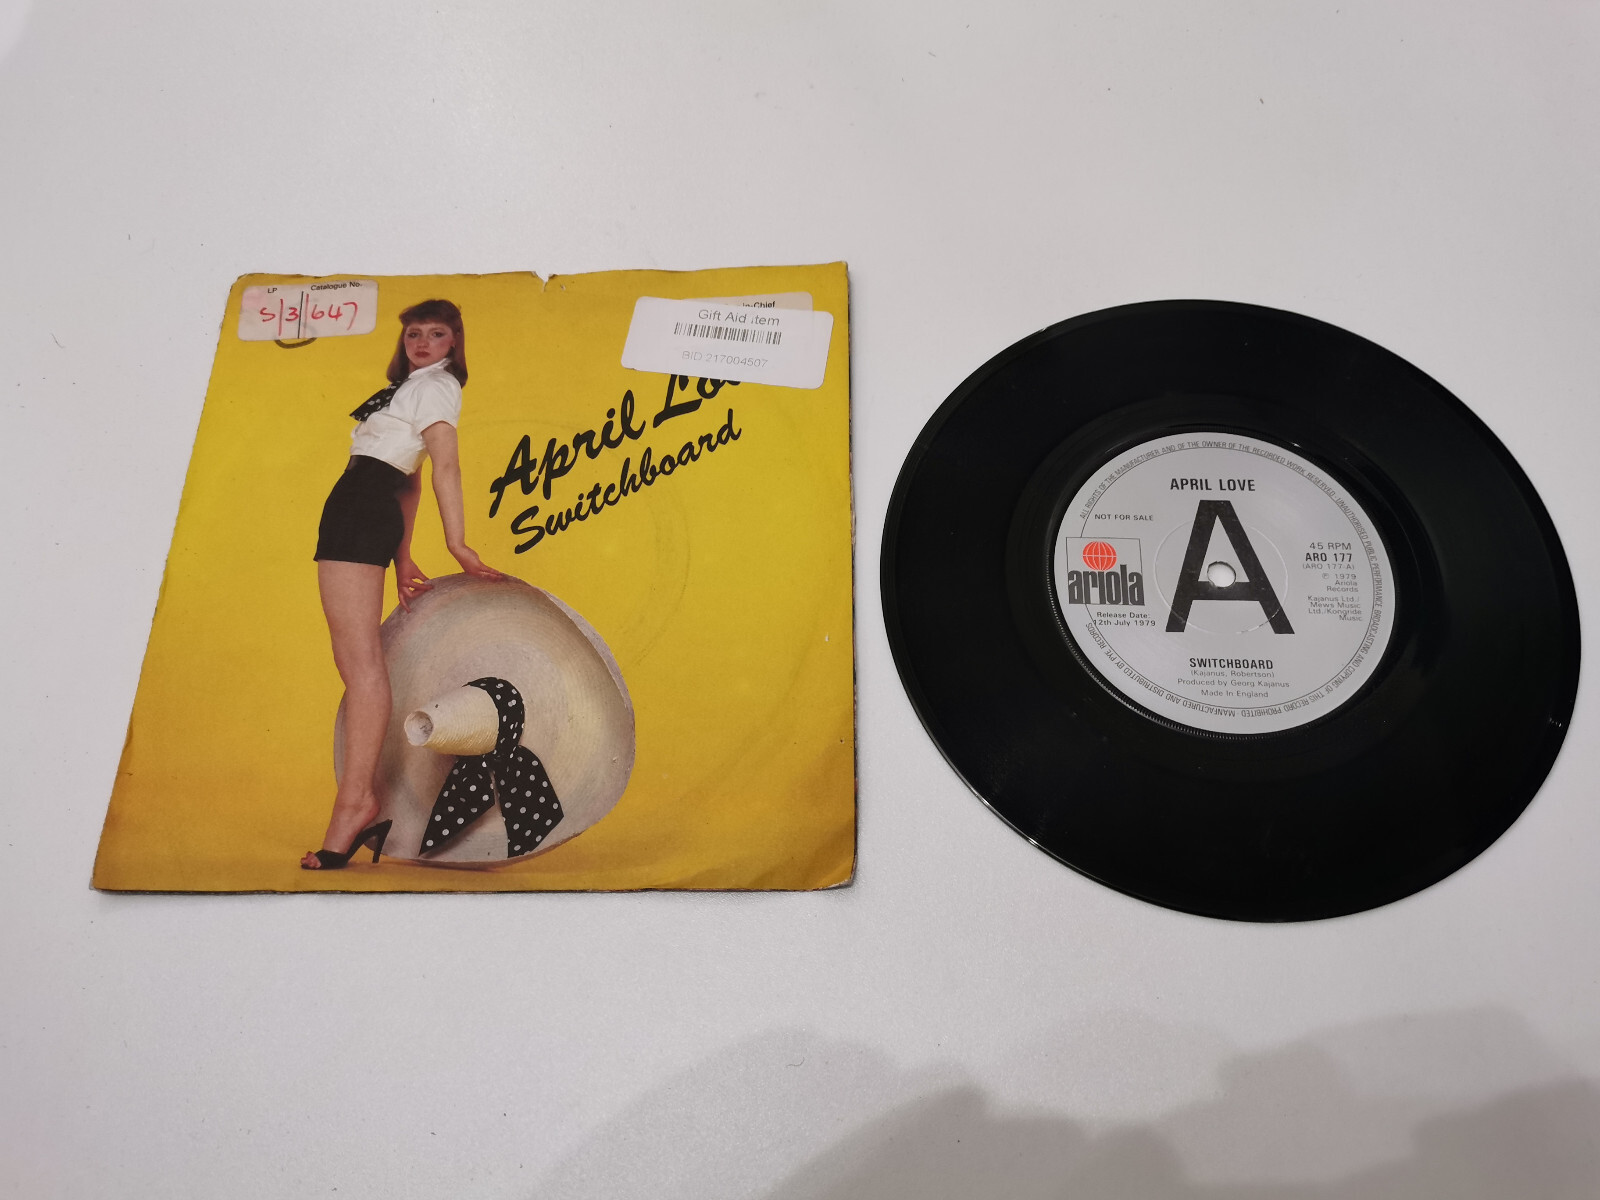 LP Catalogue No.
S/3/647
in-Chief
Gift Aid item
BID 217004507
April
Switchboard
ALL RIGHTS OF THE MANUFACTURER AND OF THE OWNER OF THE RECORDED WORK RESERVED · UNAUTHORISED PUBLIC PERFORMANCE BROADCASTING AND COPYING OF THIS RECORD PROHIBITED · MANFACTURED AND DISTRIBUTED BY PYE RECORDS
APRIL LOVE
NOT FOR SALE
A
ariola
Release Date:
12th July 1979
45 RPM
ARO 177
(ARO 177-A)
℗ 1979
Ariola
Records
Kajanus Ltd./
Mews Music
Ltd./Kongride
Music.
SWITCHBOARD
(Kajanus, Robertson)
Produced by Georg Kajanus
Made in England